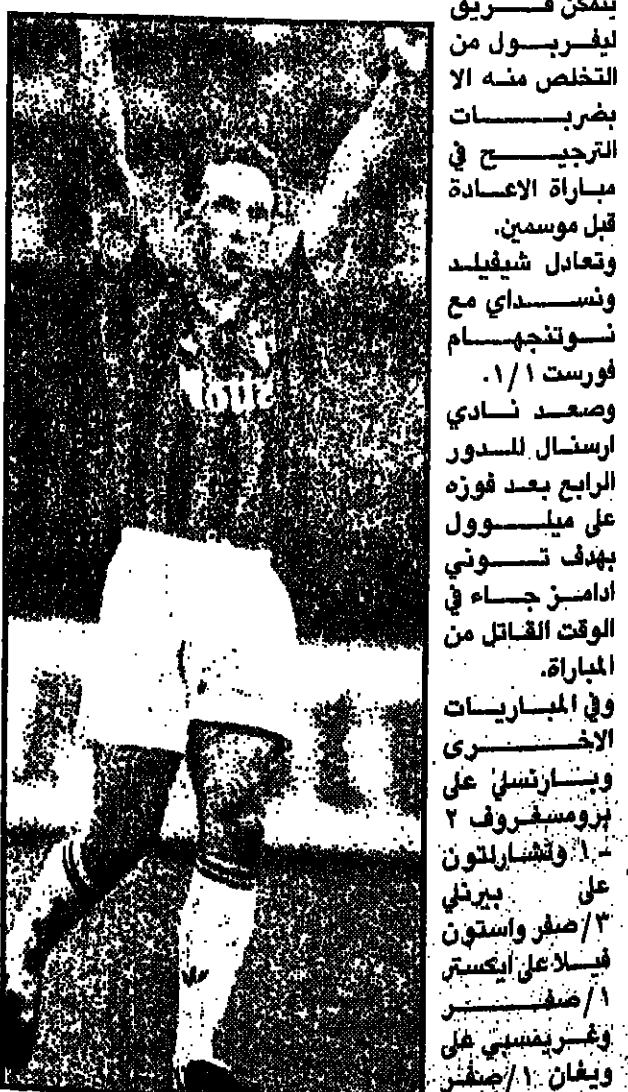 يتمكن فريق
ليفربول من
التخلص منه الا
بضربات
الترجيح في
مباراة الاعادة
قبل موسمين.
وتعادل شيفيلد
ونسداي مع
نوتنجهام
فورست ١/١.
وصعد نادي
ارسنال للدور
الرابع بعد فوزه
على ميلوول
بهدف توني
ادامز جاء في
الوقت القاتل من
المباراة.
وفي المباريات
الاخرى
وبارنسلي على
برومسغروف ٢
-١ وتشارلتون
على بيرنلي
٣/صفر واستون
فيلا على ايكستر
١/صفر
وغريمسبي على
ويغان ١/صفر